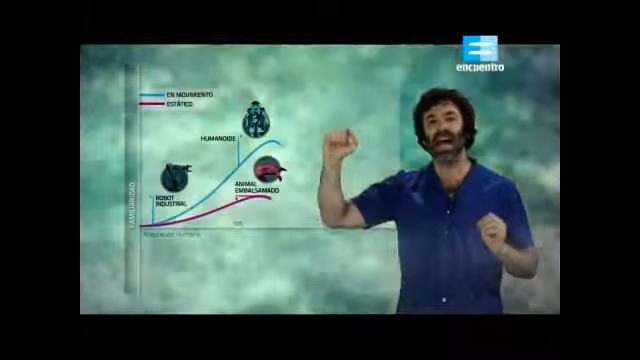 encuentro
EN MOVIMIENTO
ESTÁTICO
HUMANOIDE
ANIMAL
EMBALSAMADO
ROBOT
INDUSTRIAL
FAMILIARIDAD